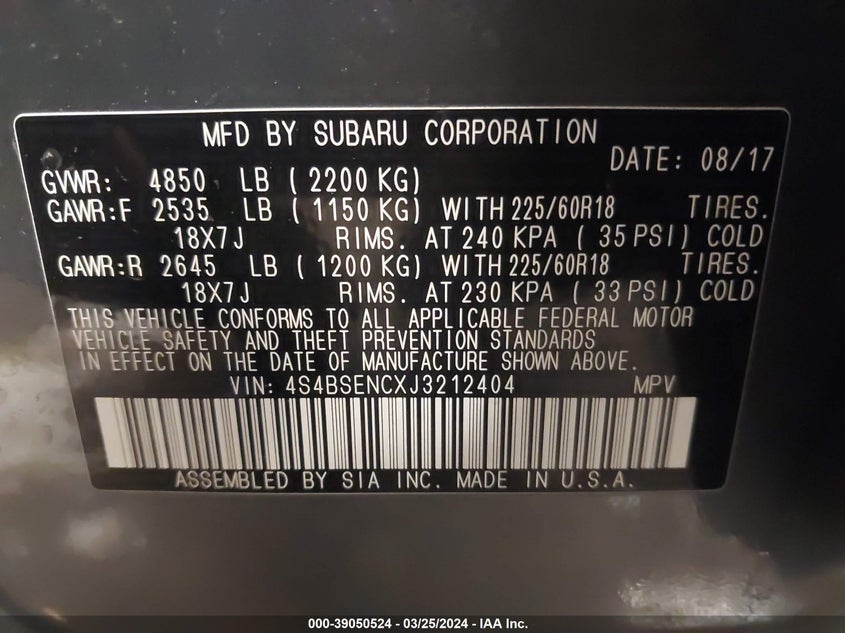 MFD BY SUBARU CORPORATION
DATE: 08/17
GVWR: 4850 LB ( 2200 KG)
GAWR:F 2535 LB ( 1150 KG) WITH 225/60R18 TIRES.
18X7J RIMS. AT 240 KPA ( 35 PSI) COLD
GAWR:R 2645 LB ( 1200 KG) WITH 225/60R18 TIRES.
18X7J RIMS. AT 230 KPA ( 33 PSI) COLD
THIS VEHICLE CONFORMS TO ALL APPLICABLE FEDERAL MOTOR
VEHICLE SAFETY AND THEFT PREVENTION STANDARDS
IN EFFECT ON THE DATE OF MANUFACTURE SHOWN ABOVE.
VIN: 4S4BSENCXJ3212404 MPV
ASSEMBLED BY SIA INC. MADE IN U.S.A.
000-39050524 - 03/25/2024 - IAA Inc.